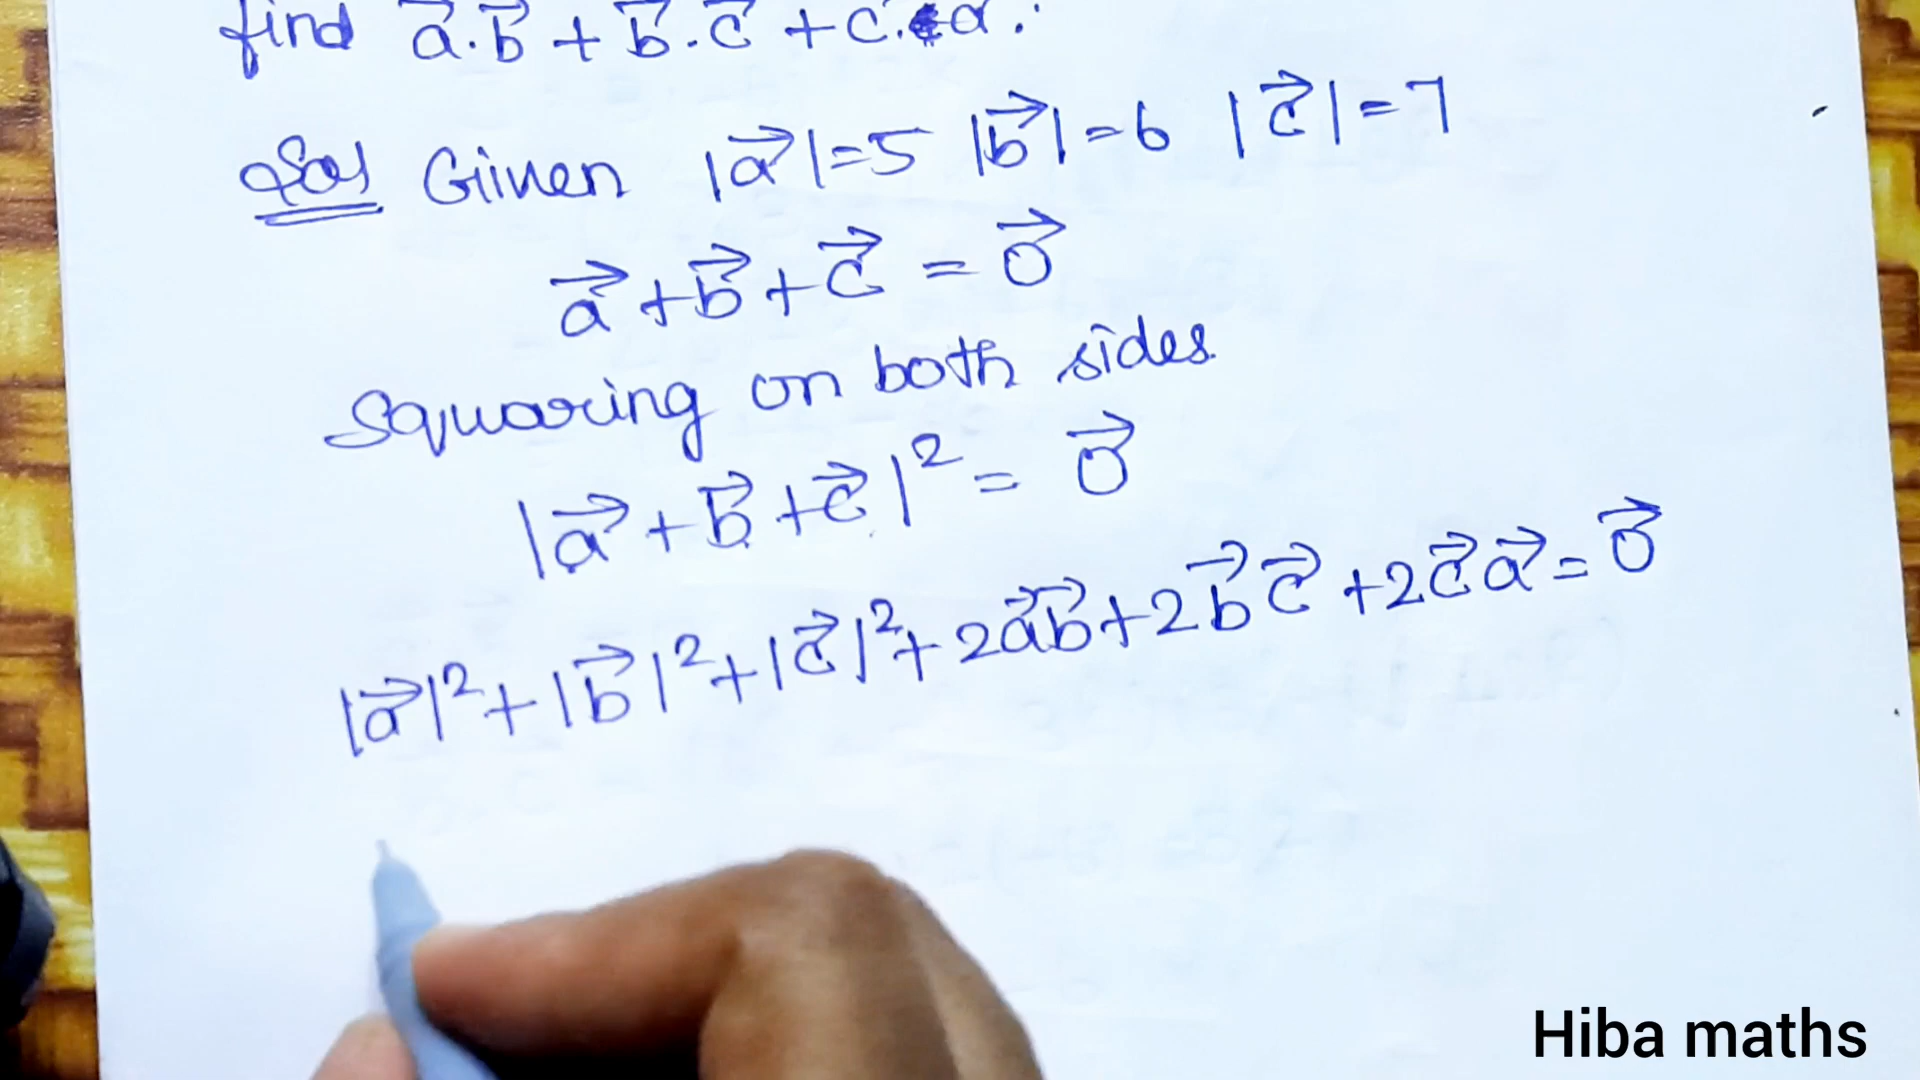 find a⃗.b⃗ + b⃗.c⃗ + c.a.
Sol Given |a⃗|=5 |b⃗|=6 |c⃗|=7
a⃗+b⃗+c⃗ = 0⃗
Squaring on both sides
|a⃗+b⃗+c⃗|² = 0⃗
|a⃗|²+|b⃗|²+|c⃗|²+2a⃗b⃗+2b⃗c⃗+2c⃗a⃗=0⃗
Hiba maths